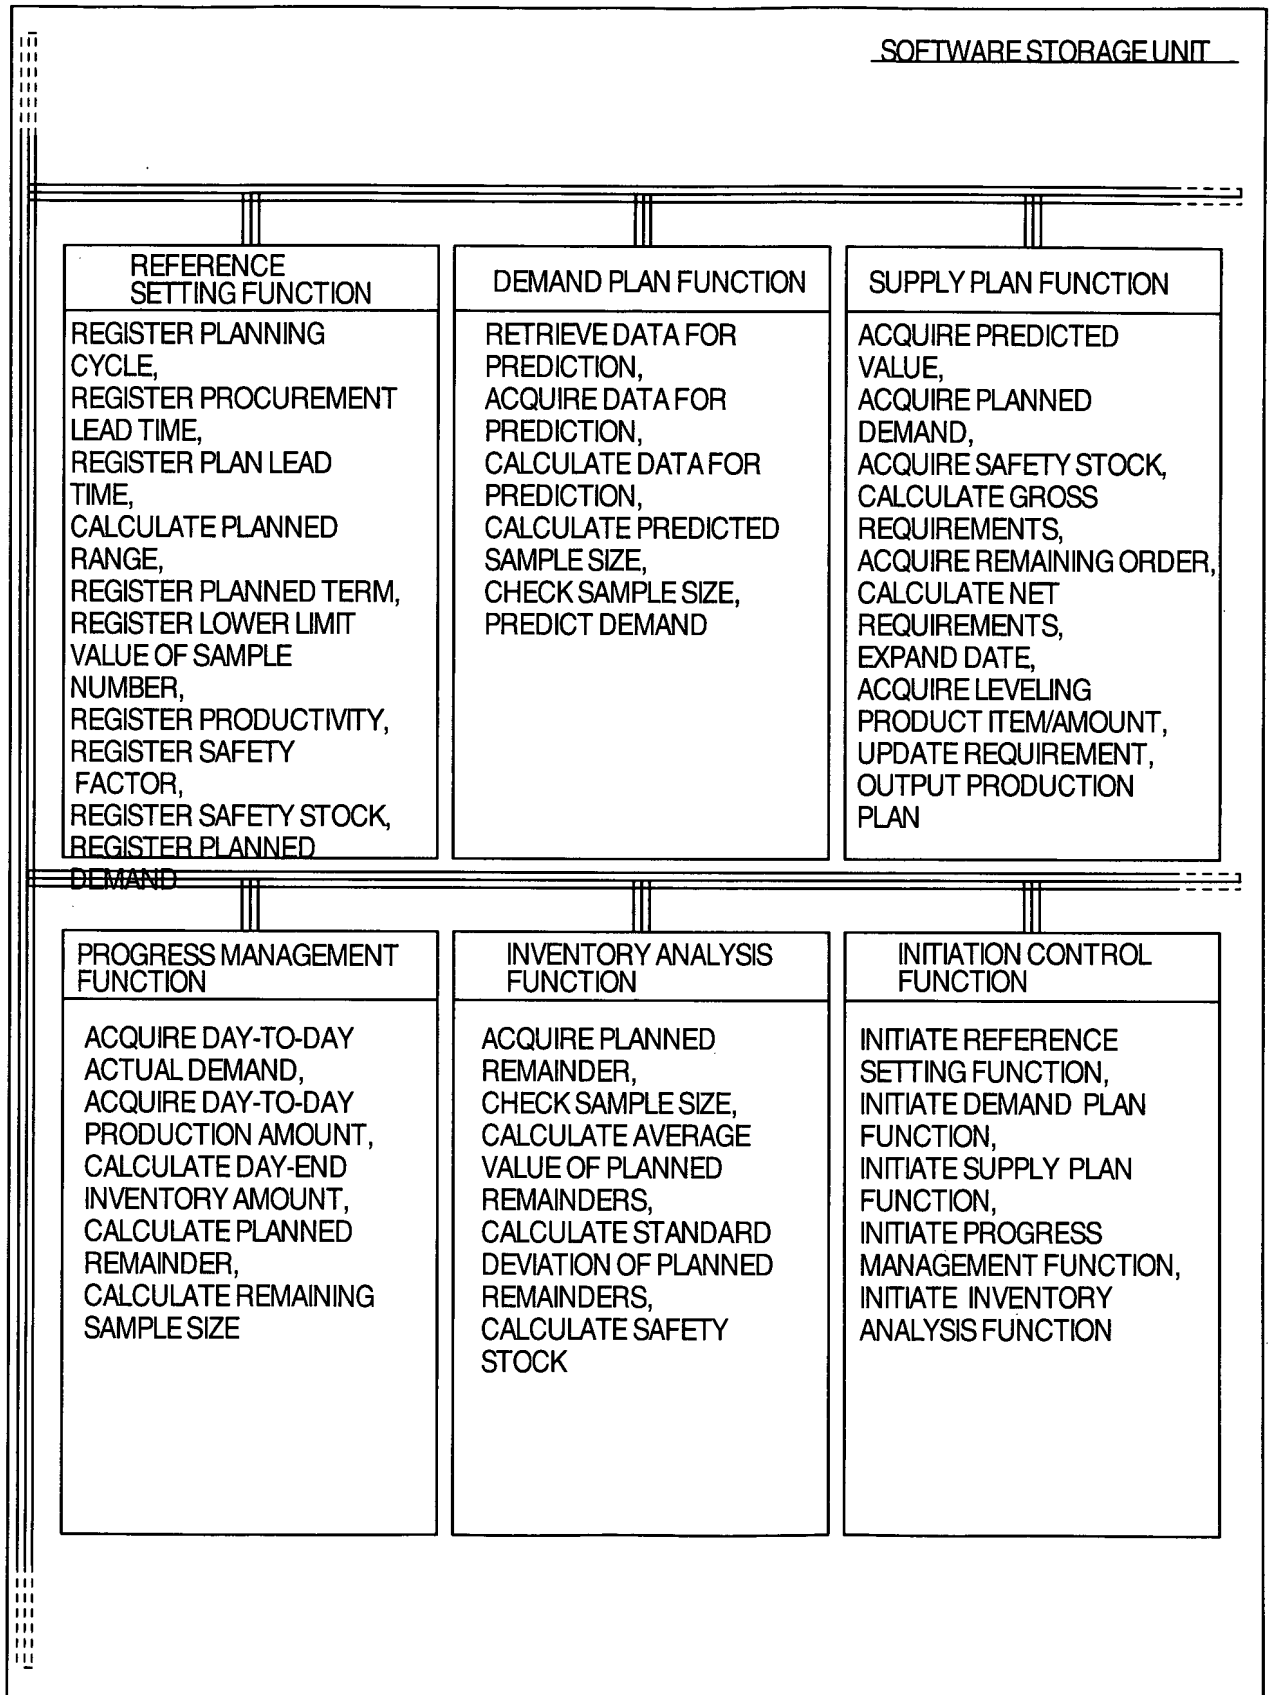 SOFTWARE STORAGE UNIT
REFERENCE
SETTING FUNCTION
REGISTER PLANNING
CYCLE,
REGISTER PROCUREMENT
LEAD TIME,
REGISTER PLAN LEAD
TIME,
CALCULATE PLANNED
RANGE,
REGISTER PLANNED TERM,
REGISTER LOWER LIMIT
VALUE OF SAMPLE
NUMBER,
REGISTER PRODUCTIVITY,
REGISTER SAFETY
FACTOR,
REGISTER SAFETY STOCK,
REGISTER PLANNED
DEMAND
DEMAND PLAN FUNCTION
RETRIEVE DATA FOR
PREDICTION,
ACQUIRE DATA FOR
PREDICTION,
CALCULATE DATA FOR
PREDICTION,
CALCULATE PREDICTED
SAMPLE SIZE,
CHECK SAMPLE SIZE,
PREDICT DEMAND
SUPPLY PLAN FUNCTION
ACQUIRE PREDICTED
VALUE,
ACQUIRE PLANNED
DEMAND,
ACQUIRE SAFETY STOCK,
CALCULATE GROSS
REQUIREMENTS,
ACQUIRE REMAINING ORDER,
CALCULATE NET
REQUIREMENTS,
EXPAND DATE,
ACQUIRE LEVELING
PRODUCT ITEM/AMOUNT,
UPDATE REQUIREMENT,
OUTPUT PRODUCTION
PLAN
PROGRESS MANAGEMENT
FUNCTION
ACQUIRE DAY-TO-DAY
ACTUAL DEMAND,
ACQUIRE DAY-TO-DAY
PRODUCTION AMOUNT,
CALCULATE DAY-END
INVENTORY AMOUNT,
CALCULATE PLANNED
REMAINDER,
CALCULATE REMAINING
SAMPLE SIZE
INVENTORY ANALYSIS
FUNCTION
ACQUIRE PLANNED
REMAINDER,
CHECK SAMPLE SIZE,
CALCULATE AVERAGE
VALUE OF PLANNED
REMAINDERS,
CALCULATE STANDARD
DEVIATION OF PLANNED
REMAINDERS,
CALCULATE SAFETY
STOCK
INITIATION CONTROL
FUNCTION
INITIATE REFERENCE
SETTING FUNCTION,
INITIATE DEMAND PLAN
FUNCTION,
INITIATE SUPPLY PLAN
FUNCTION,
INITIATE PROGRESS
MANAGEMENT FUNCTION,
INITIATE INVENTORY
ANALYSIS FUNCTION